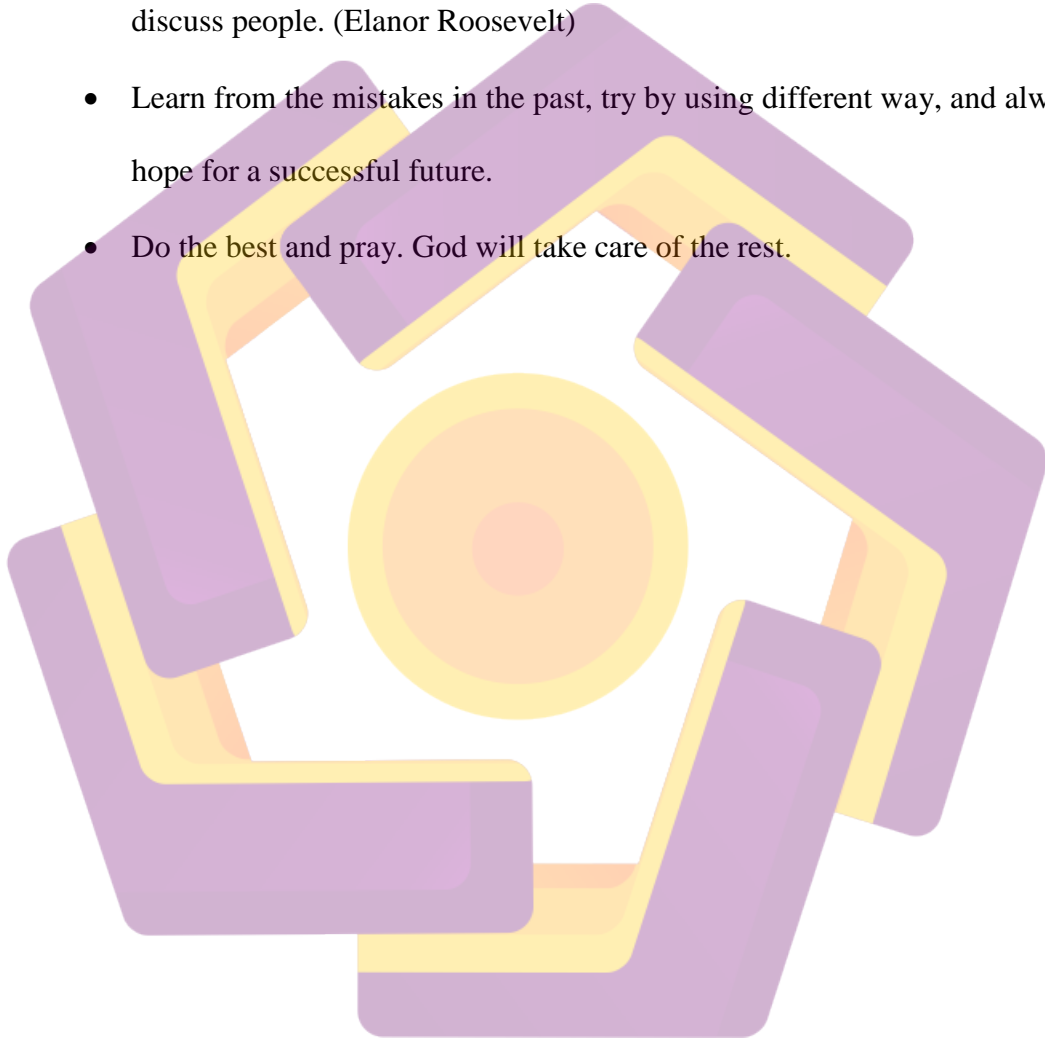 discuss people. (Elanor Roosevelt)
• Learn from the mistakes in the past, try by using different way, and alw
hope for a successful future.
• Do the best and pray. God will take care of the rest.